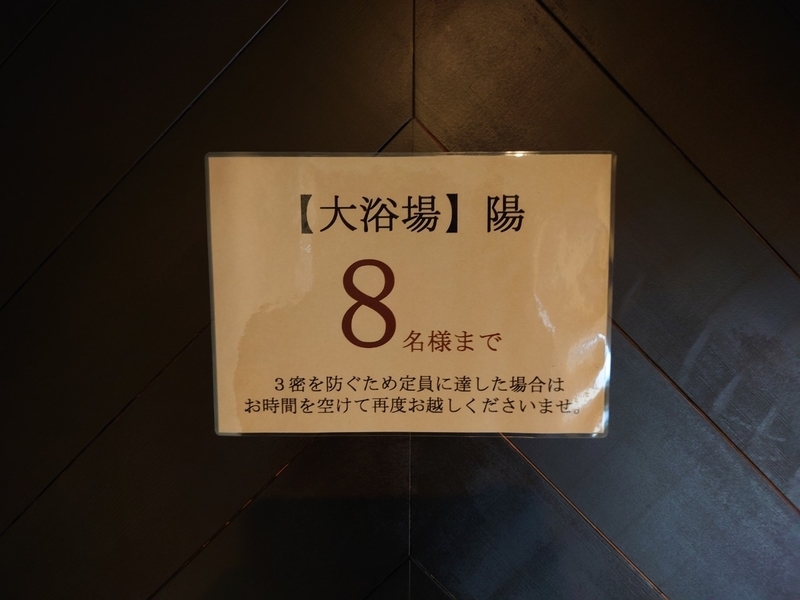 【大浴場】陽
8名様まで
３密を防ぐため定員に達した場合は
お時間を空けて再度お越しくださいませ。